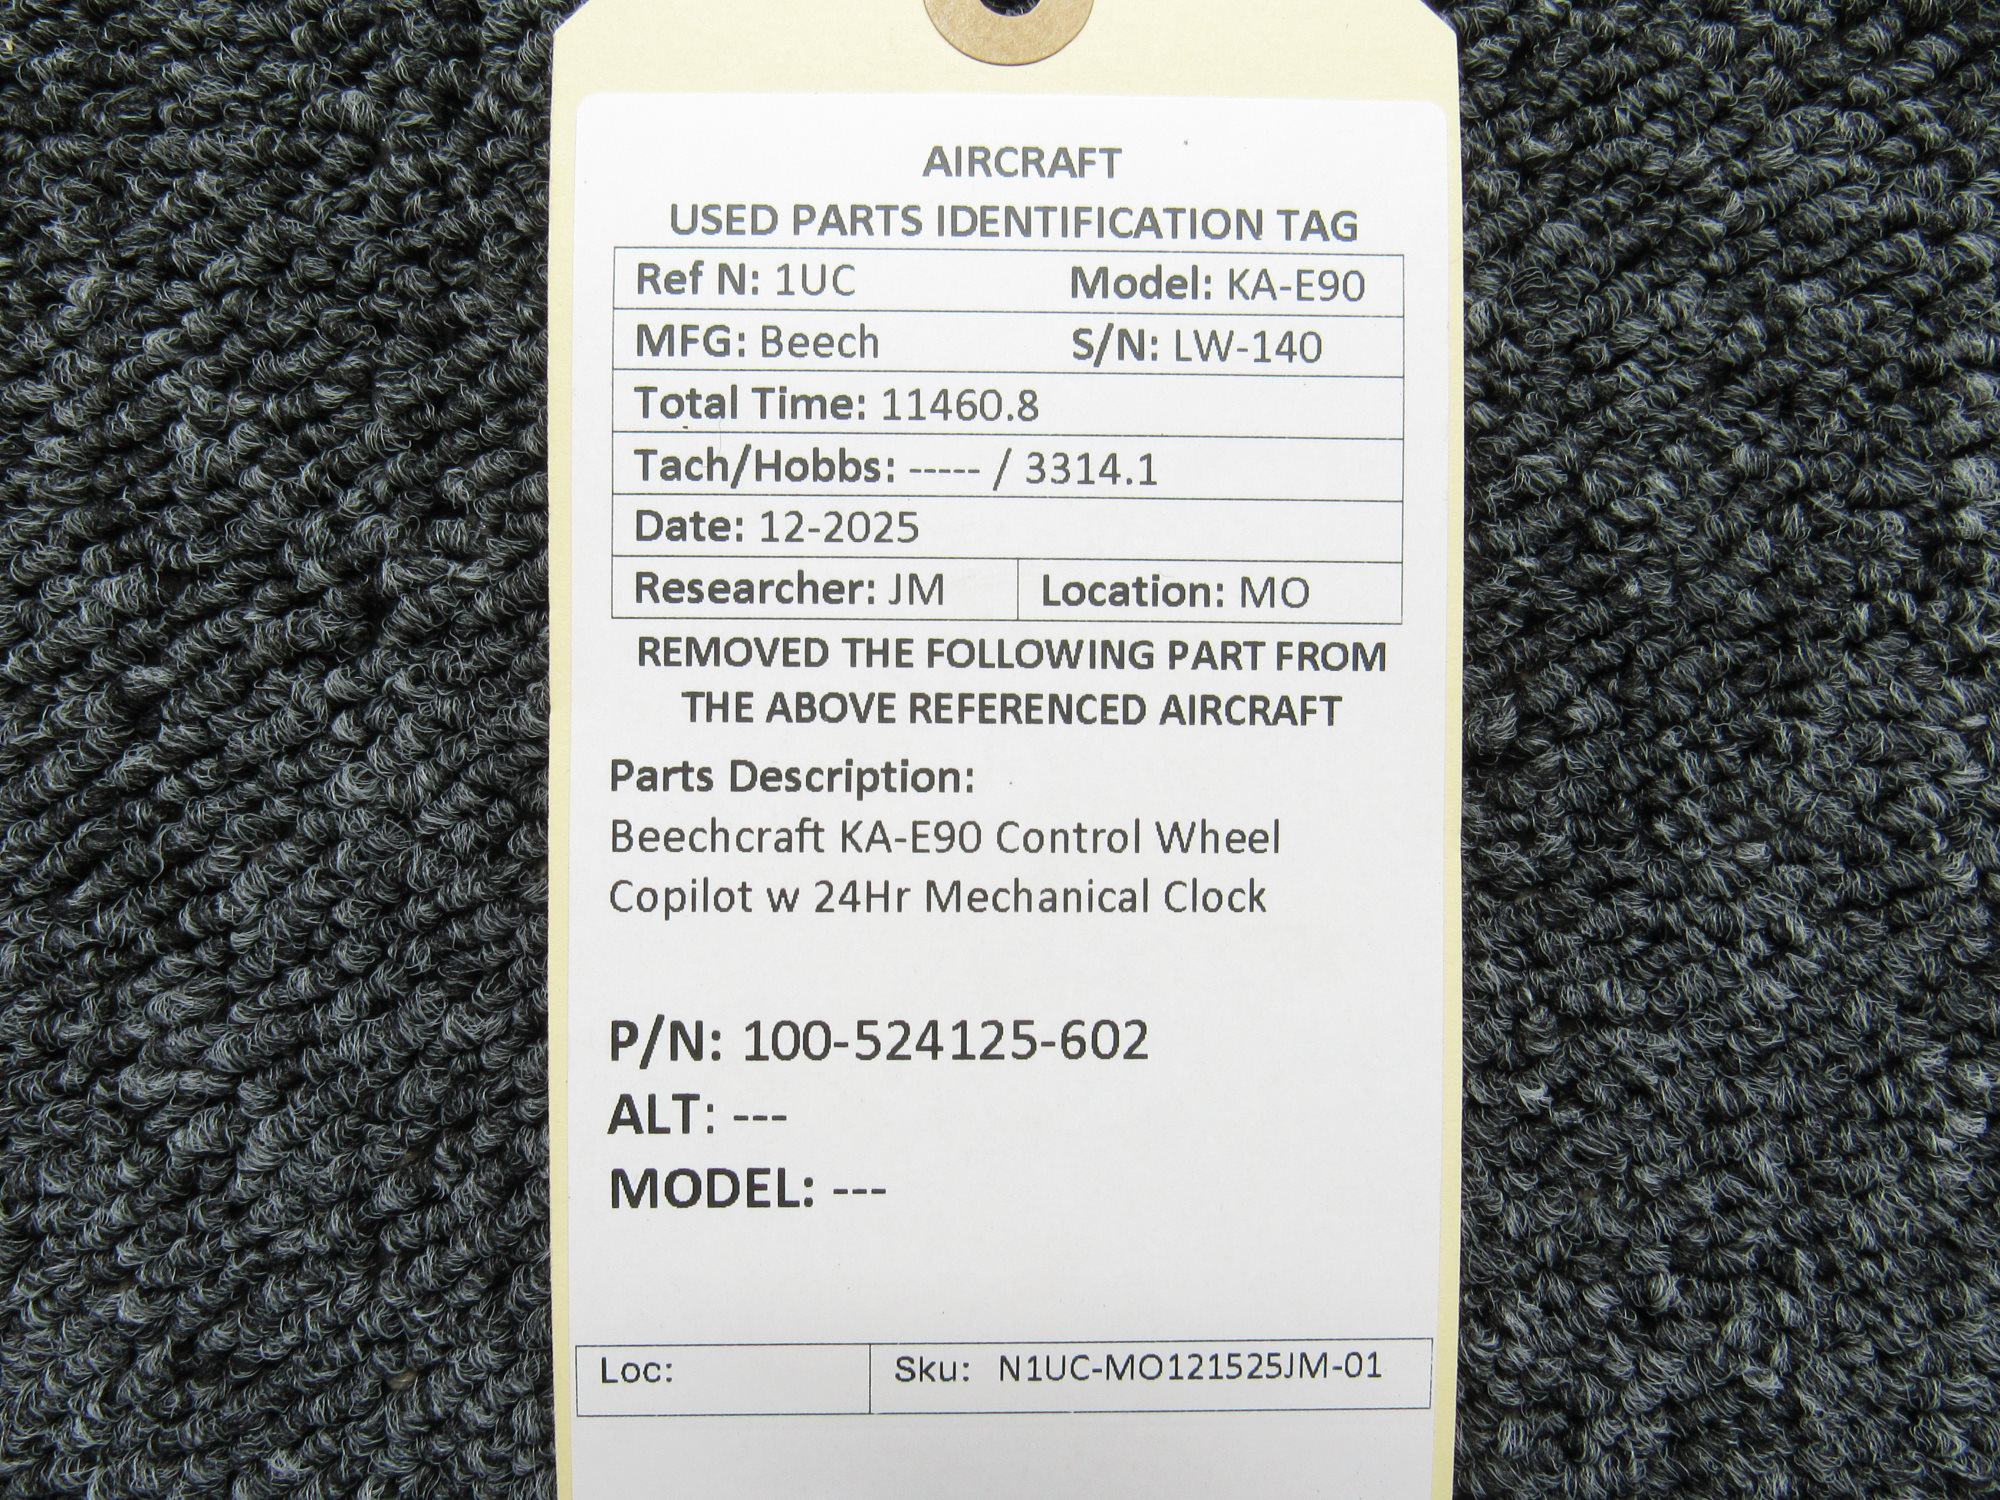 AIRCRAFT
USED PARTS IDENTIFICATION TAG
Ref N: 1UC Model: KA-E90
MFG: Beech S/N: LW-140
Total Time: 11460.8
Tach/Hobbs: ----- / 3314.1
Date: 12-2025
Researcher: JM Location: MO
REMOVED THE FOLLOWING PART FROM
THE ABOVE REFERENCED AIRCRAFT
Parts Description:
Beechcraft KA-E90 Control Wheel
Copilot w 24Hr Mechanical Clock
P/N: 100-524125-602
ALT: ---
MODEL: ---
Loc: Sku: N1UC-MO121525JM-01